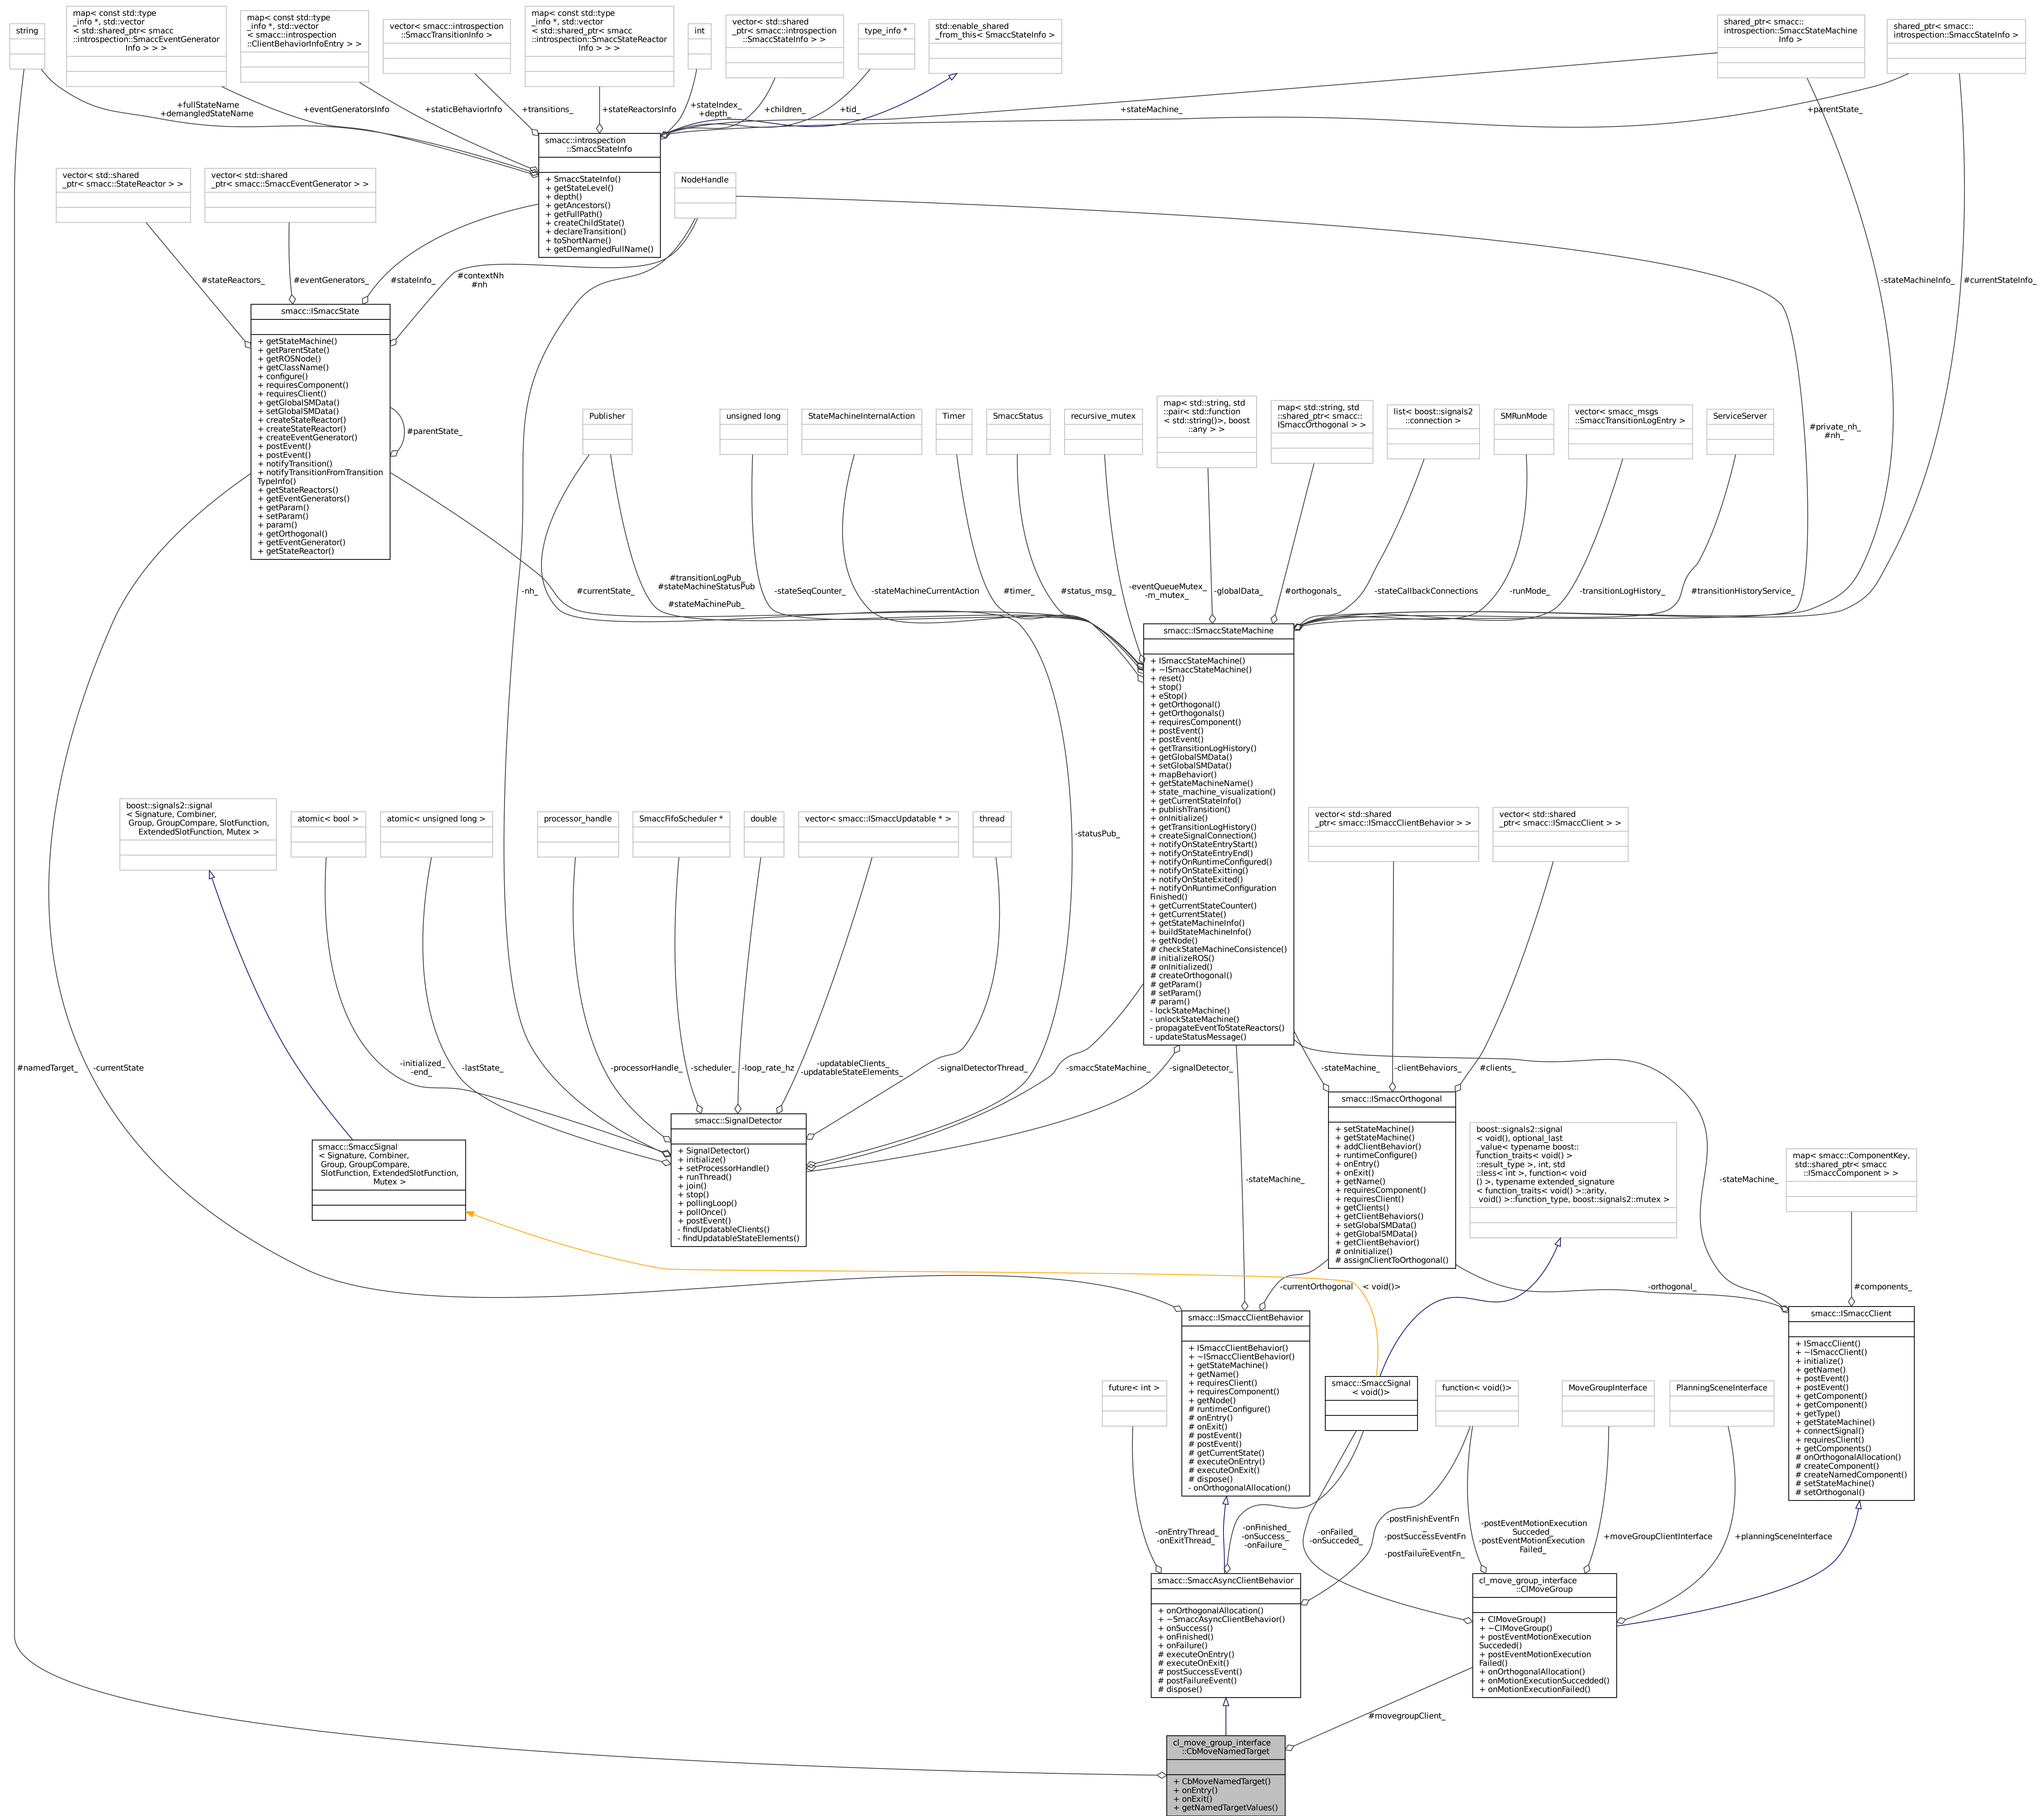 string
map< const std::type
_info *, std::vector
< std::shared_ptr< smacc
::introspection::SmaccEventGenerator
Info > > >
map< const std::type
_info *, std::vector
< smacc::introspection
::ClientBehaviorInfoEntry > >
vector< smacc::introspection
::SmaccTransitionInfo >
map< const std::type
_info *, std::vector
< std::shared_ptr< smacc
::introspection::SmaccStateReactor
Info > > >
int
vector< std::shared
_ptr< smacc::introspection
::SmaccStateInfo > >
type_info *
std::enable_shared
_from_this< SmaccStateInfo >
shared_ptr< smacc::
introspection::SmaccStateMachine
Info >
shared_ptr< smacc::
introspection::SmaccStateInfo >
+fullStateName
+demangledStateName
+eventGeneratorsInfo
+staticBehaviorInfo
+transitions_
+stateReactorsInfo
+stateIndex_
+depth_
+children_
+tid_
+stateMachine_
+parentState_
smacc::introspection
::SmaccStateInfo
+ SmaccStateInfo()
+ getStateLevel()
+ depth()
+ getAncestors()
+ getFullPath()
+ createChildState()
+ declareTransition()
+ toShortName()
+ getDemangledFullName()
vector< std::shared
_ptr< smacc::StateReactor > >
vector< std::shared
_ptr< smacc::SmaccEventGenerator > >
NodeHandle
#stateReactors_
#eventGenerators_
#stateInfo_
#contextNh
#nh
-stateMachineInfo_
#currentStateInfo_
smacc::ISmaccState
+ getStateMachine()
+ getParentState()
+ getROSNode()
+ getClassName()
+ configure()
+ requiresComponent()
+ requiresClient()
+ getGlobalSMData()
+ setGlobalSMData()
+ createStateReactor()
+ createStateReactor()
+ createEventGenerator()
+ postEvent()
+ postEvent()
+ notifyTransition()
+ notifyTransitionFromTransition
TypeInfo()
+ getStateReactors()
+ getEventGenerators()
+ getParam()
+ setParam()
+ param()
+ getOrthogonal()
+ getEventGenerator()
+ getStateReactor()
#parentState_
Publisher
unsigned long
StateMachineInternalAction
Timer
SmaccStatus
recursive_mutex
map< std::string, std
::pair< std::function
< std::string()>, boost
::any > >
map< std::string, std
::shared_ptr< smacc::
ISmaccOrthogonal > >
list< boost::signals2
::connection >
SMRunMode
vector< smacc_msgs
::SmaccTransitionLogEntry >
ServiceServer
#private_nh_
#nh_
-nh_
#currentState_
#transitionLogPub_
#stateMachineStatusPub
_
#stateMachinePub_
-stateSeqCounter_
-stateMachineCurrentAction
#timer_
#status_msg_
-eventQueueMutex_
-m_mutex_
-globalData_
#orthogonals_
-stateCallbackConnections
-runMode_
-transitionLogHistory_
#transitionHistoryService_
smacc::ISmaccStateMachine
+ ISmaccStateMachine()
+ ~ISmaccStateMachine()
+ reset()
+ stop()
+ eStop()
+ getOrthogonal()
+ getOrthogonals()
+ requiresComponent()
+ postEvent()
+ postEvent()
+ getTransitionLogHistory()
+ getGlobalSMData()
+ setGlobalSMData()
+ mapBehavior()
+ getStateMachineName()
+ state_machine_visualization()
+ getCurrentStateInfo()
+ publishTransition()
+ onInitialize()
+ getTransitionLogHistory()
+ createSignalConnection()
+ notifyOnStateEntryStart()
+ notifyOnStateEntryEnd()
+ notifyOnRuntimeConfigured()
+ notifyOnStateExitting()
+ notifyOnStateExited()
+ notifyOnRuntimeConfiguration
Finished()
+ getCurrentStateCounter()
+ getCurrentState()
+ getStateMachineInfo()
+ buildStateMachineInfo()
+ getNode()
# checkStateMachineConsistence()
# initializeROS()
# onInitialized()
# createOrthogonal()
# getParam()
# setParam()
# param()
- lockStateMachine()
- unlockStateMachine()
- propagateEventToStateReactors()
- updateStatusMessage()
boost::signals2::signal
< Signature, Combiner,
Group, GroupCompare, SlotFunction,
ExtendedSlotFunction, Mutex >
atomic< bool >
atomic< unsigned long >
processor_handle
SmaccFifoScheduler *
double
vector< smacc::ISmaccUpdatable * >
thread
-statusPub_
vector< std::shared
_ptr< smacc::ISmaccClientBehavior > >
vector< std::shared
_ptr< smacc::ISmaccClient > >
#namedTarget_
-currentState
-initialized_
-end_
-lastState_
-processorHandle_
-scheduler_
-loop_rate_hz
-updatableClients_
-updatableStateElements_
-signalDetectorThread_
-smaccStateMachine_
-signalDetector_
-stateMachine_
-clientBehaviors_
#clients_
smacc::SmaccSignal
< Signature, Combiner,
Group, GroupCompare,
SlotFunction, ExtendedSlotFunction,
Mutex >
smacc::SignalDetector
+ SignalDetector()
+ initialize()
+ setProcessorHandle()
+ runThread()
+ join()
+ stop()
+ pollingLoop()
+ pollOnce()
+ postEvent()
- findUpdatableClients()
- findUpdatableStateElements()
-stateMachine_
smacc::ISmaccOrthogonal
+ setStateMachine()
+ getStateMachine()
+ addClientBehavior()
+ runtimeConfigure()
+ onEntry()
+ onExit()
+ getName()
+ requiresComponent()
+ requiresClient()
+ getClients()
+ getClientBehaviors()
+ setGlobalSMData()
+ getGlobalSMData()
+ getClientBehavior()
# onInitialize()
# assignClientToOrthogonal()
boost::signals2::signal
< void(), optional_last
_value< typename boost::
function_traits< void() >
::result_type >, int, std
::less< int >, function< void
() >, typename extended_signature
< function_traits< void() >::arity,
void() >::function_type, boost::signals2::mutex >
-stateMachine_
map< smacc::ComponentKey,
std::shared_ptr< smacc
::ISmaccComponent > >
-currentOrthogonal
< void()>
-orthogonal_
#components_
smacc::ISmaccClientBehavior
+ ISmaccClientBehavior()
+ ~ISmaccClientBehavior()
+ getStateMachine()
+ getName()
+ requiresClient()
+ requiresComponent()
+ getNode()
# runtimeConfigure()
# onEntry()
# onExit()
# postEvent()
# postEvent()
# getCurrentState()
# executeOnEntry()
# executeOnExit()
# dispose()
- onOrthogonalAllocation()
smacc::ISmaccClient
+ ISmaccClient()
+ ~ISmaccClient()
+ initialize()
+ getName()
+ postEvent()
+ postEvent()
+ getComponent()
+ getComponent()
+ getType()
+ getStateMachine()
+ connectSignal()
+ requiresClient()
+ getComponents()
# onOrthogonalAllocation()
# createComponent()
# createNamedComponent()
# setStateMachine()
# setOrthogonal()
future< int >
smacc::SmaccSignal
< void()>
function< void()>
MoveGroupInterface
PlanningSceneInterface
-onEntryThread_
-onExitThread_
-onFinished_
-onSuccess_
-onFailure_
-onFailed_
-onSucceded_
-postFinishEventFn
_
-postSuccessEventFn
_
-postFailureEventFn_
-postEventMotionExecution
Succeded_
-postEventMotionExecution
Failed_
+moveGroupClientInterface
+planningSceneInterface
smacc::SmaccAsyncClientBehavior
+ onOrthogonalAllocation()
+ ~SmaccAsyncClientBehavior()
+ onSuccess()
+ onFinished()
+ onFailure()
# executeOnEntry()
# executeOnExit()
# postSuccessEvent()
# postFailureEvent()
# dispose()
cl_move_group_interface
::ClMoveGroup
+ ClMoveGroup()
+ ~ClMoveGroup()
+ postEventMotionExecution
Succeded()
+ postEventMotionExecution
Failed()
+ onOrthogonalAllocation()
+ onMotionExecutionSuccedded()
+ onMotionExecutionFailed()
#movegroupClient_
cl_move_group_interface
::CbMoveNamedTarget
+ CbMoveNamedTarget()
+ onEntry()
+ onExit()
+ getNamedTargetValues()